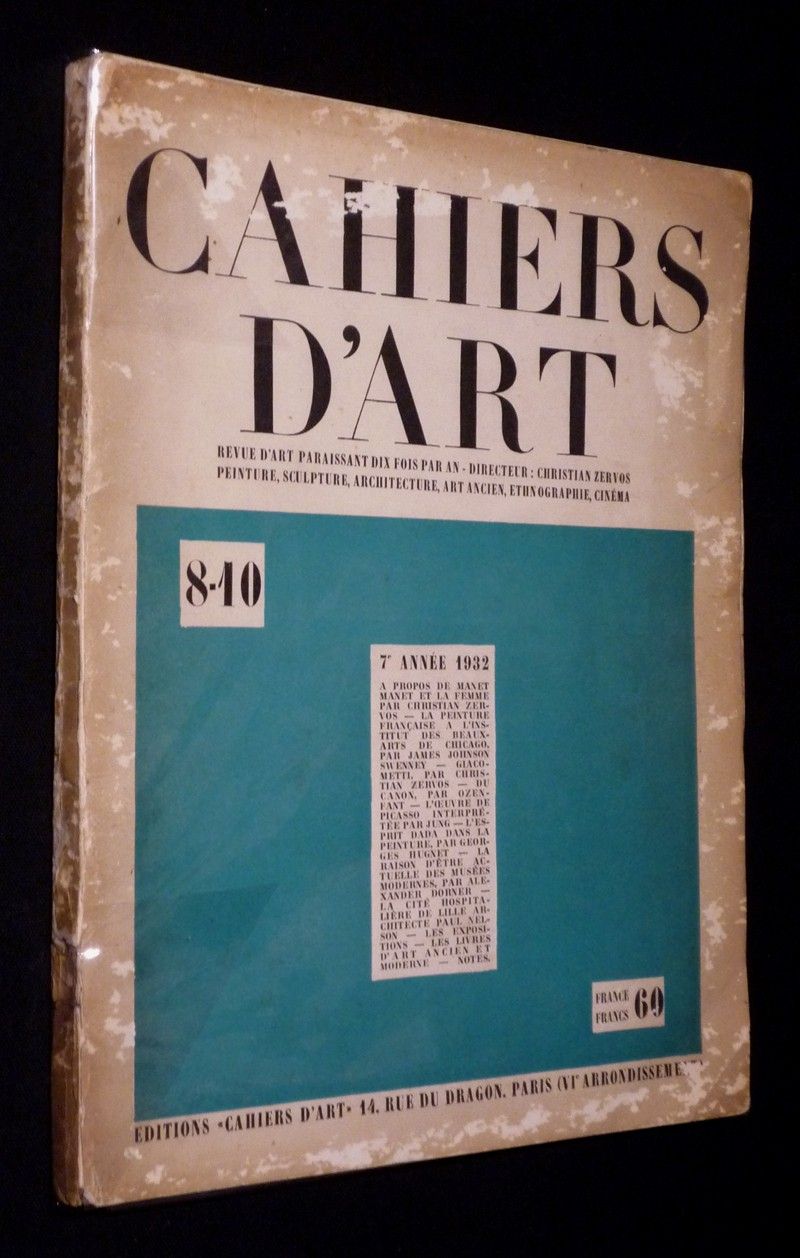 CAHIERS
D'ART
REVUE D'ART PARAISSANT DIX FOIS PAR AN - DIRECTEUR : CHRISTIAN ZERVOS
PEINTURE, SCULPTURE, ARCHITECTURE, ART ANCIEN, ETHNOGRAPHIE, CINÉMA
8-10
7e ANNÉE 1932
A PROPOS DE MANET
MANET ET LA FEMME
PAR CHRISTIAN ZER-
VOS — LA PEINTURE
FRANÇAISE A L'INS-
TITUT DES BEAUX-
ARTS DE CHICAGO,
PAR JAMES JOHNSON
SWENNEY — GIACO-
METTI, PAR CHRIS-
TIAN ZERVOS — DU
CANON, PAR OZEN-
FANT — L'ŒUVRE DE
PICASSO INTERPRÉ-
TÉE PAR JUNG — L'ES-
PRIT DADA DANS LA
PEINTURE, PAR GEOR-
GES HUGNET — LA
RAISON D'ÊTRE AC-
TUELLE DES MUSÉES
MODERNES, PAR ALE-
XANDER DORNER —
LA CITÉ HOSPITA-
LIÈRE DE LILLE AR-
CHITECTE PAUL NEL-
SON — LES EXPOSI-
TIONS — LES LIVRES
D'ART ANCIEN ET
MODERNE — NOTES.
FRANCE
FRANCS 60
EDITIONS «CAHIERS D'ART» 14, RUE DU DRAGON. PARIS (VIe ARRONDISSEMENT)